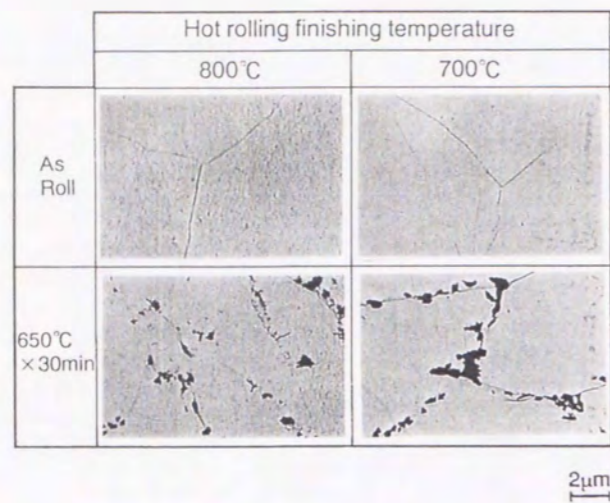 Hot rolling finishing temperature
800℃
700℃
As
Roll
650℃
×30min
2μm